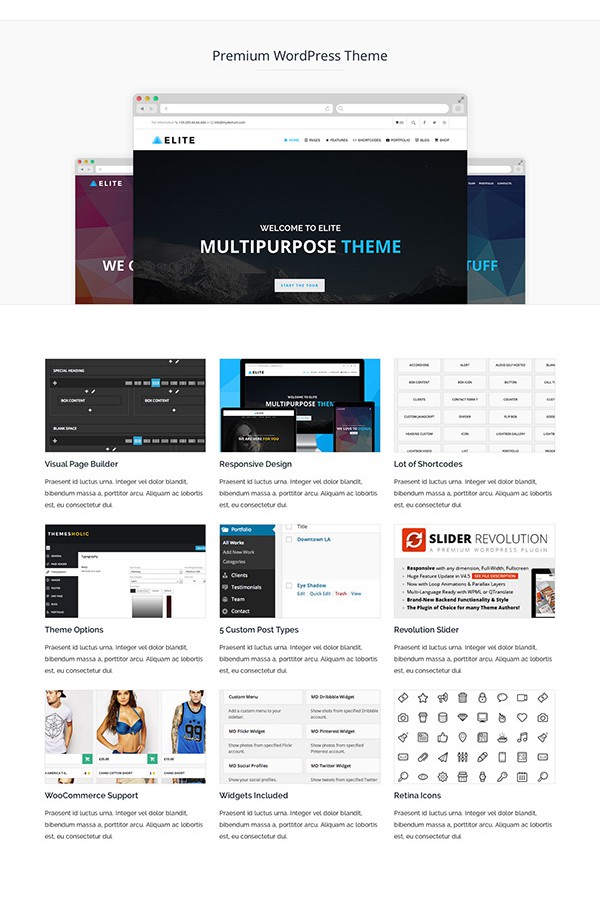 Premium WordPress Theme
ELITE
HOME PAGES FEATURES SHORTCODES PORTFOLIO BLOG SHOP
ELITE
PORTFOLIO CONTACTS
WELCOME TO ELITE
MULTIPURPOSE THEME
WE
TUFF
START THE TOUR
SPECIAL HEADING
BOX CONTENT BOX CONTENT
BLANK SPACE
ELITE
WELCOME TO ELITE
MULTIPURPOSE THEM
WE ARE HERE FOR YOU
ACCORDIONS ALERT AUDIO SELF HOSTED
BOX CONTENT BOX ICON BUTTON
CLIENTS CONTACT FORM 7 COUNTER
CUSTOM JAVASCRIPT DIVIDER FLIP BOX
HEADING CUSTOM ICON LIGHTBOX GALLERY
LIGHTBOX VIDEO LIST PORTFOLIO
Visual Page Builder
Responsive Design
Lot of Shortcodes
Praesent id luctus urna. Integer vel dolor blandit,
bibendum massa a, porttitor arcu. Aliquam ac lobortis
est, eu consectetur dui.
Praesent id luctus urna. Integer vel dolor blandit,
bibendum massa a, porttitor arcu. Aliquam ac lobortis
est, eu consectetur dui.
Praesent id luctus urna. Integer vel dolor blandit,
bibendum massa a, porttitor arcu. Aliquam ac lobortis
est, eu consectetur dui.
THEMESHOLIC
Typography
Portfolio
All Works
Add New Work
Categories
Clients
Testimonials
Team
Contact
Title
Downtown LA
Eye Shadow
Edit | Quick Edit | Trash | View
SLIDER REVOLUTION
A PREMIUM WORDPRESS PLUGIN
Responsive with any dimension, Full-Width, Fullscreen
Huge Feature Update in V4.5 SEE FILE DESCRIPTION
Now with Loop Animations & Parallax Layers
Multi-Language Ready with WPML or QTranslate
Brand-New Backend Functionality & Style
The Plugin of Choice for many Theme Authors!
Theme Options
5 Custom Post Types
Revolution Slider
Praesent id luctus urna. Integer vel dolor blandit,
bibendum massa a, porttitor arcu. Aliquam ac lobortis
est, eu consectetur dui.
Praesent id luctus urna. Integer vel dolor blandit,
bibendum massa a, porttitor arcu. Aliquam ac lobortis
est, eu consectetur dui.
Praesent id luctus urna. Integer vel dolor blandit,
bibendum massa a, porttitor arcu. Aliquam ac lobortis
est, eu consectetur dui.
99
CHINO COTTON SHORT CHINO COTTON SHORT
Custom Menu
Add a custom menu to your
sidebar.
MD Dribbble Widget
Show shots from specified Dribbble
account.
MD Flickr Widget
Show photos from specified Flickr
account.
MD Pinterest Widget
Show photos from specified
Pinterest account.
MD Social Profiles
Show your social profiles.
MD Twitter Widget
Show tweets from specified Twitter
WooCommerce Support
Widgets Included
Retina Icons
Praesent id luctus urna. Integer vel dolor blandit,
bibendum massa a, porttitor arcu. Aliquam ac lobortis
est, eu consectetur dui.
Praesent id luctus urna. Integer vel dolor blandit,
bibendum massa a, porttitor arcu. Aliquam ac lobortis
est, eu consectetur dui.
Praesent id luctus urna. Integer vel dolor blandit,
bibendum massa a, porttitor arcu. Aliquam ac lobortis
est, eu consectetur dui.